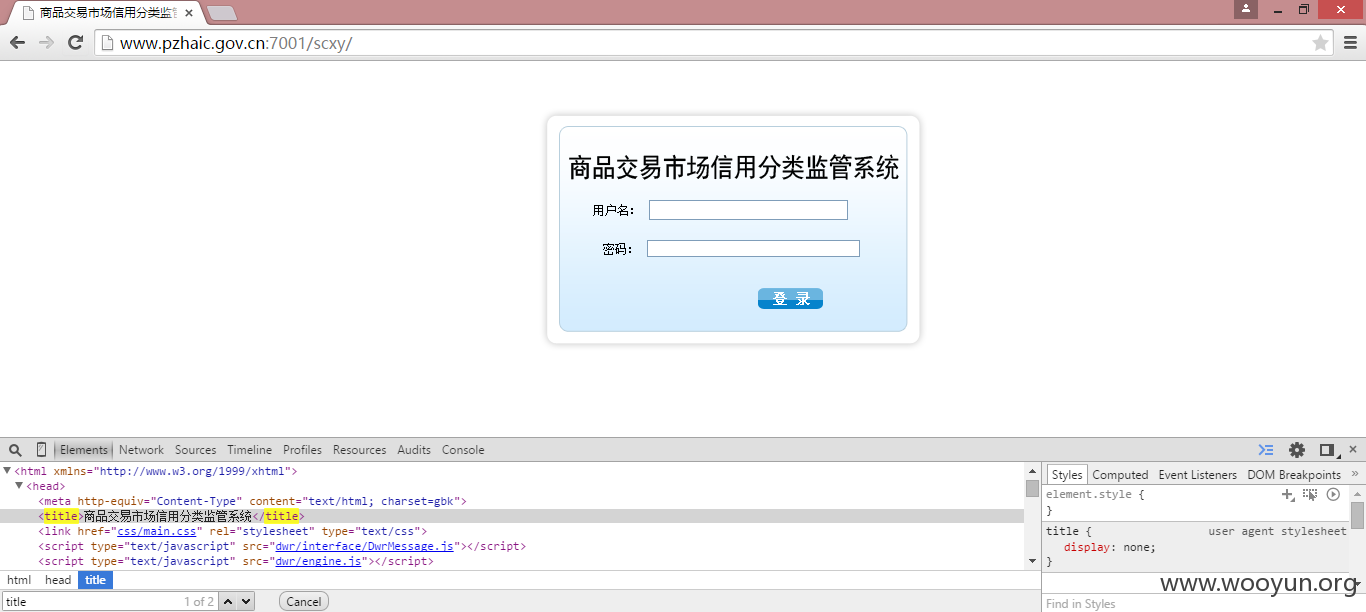 商品交易市场信用分类监管
www.pzhaic.gov.cn:7001/scxy/
商品交易市场信用分类监管系统
用户名：
密码：
登 录
Elements Network Sources Timeline Profiles Resources Audits Console
<html xmlns="http://www.w3.org/1999/xhtml">
<head>
<meta http-equiv="Content-Type" content="text/html; charset=gbk">
<title>商品交易市场信用分类监管系统</title>
<link href="css/main.css" rel="stylesheet" type="text/css">
<script type="text/javascript" src="dwr/interface/DwrMessage.js"></script>
<script type="text/javascript" src="dwr/engine.js"></script>
html head title
title 1 of 2 Cancel
Styles Computed Event Listeners DOM Breakpoints »
element.style {
}
title { user agent stylesheet
display: none;
}
Find in Styles
www.wooyun.org